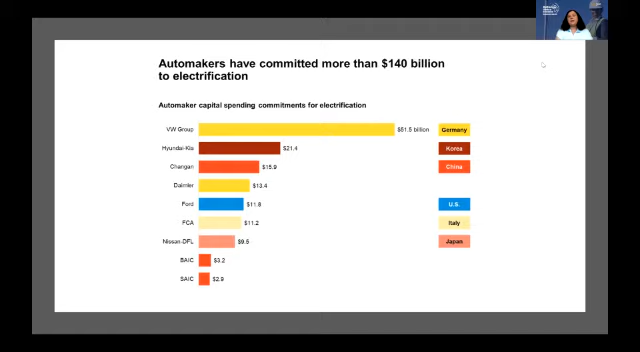 Automakers have committed more than $140 billion
to electrification
Automaker capital spending commitments for electrification
VW Group $51.5 billion Germany
Hyundai-Kia $21.4 Korea
Changan $15.9 China
Daimler $13.4
Ford $11.8 U.S.
FCA $11.2 Italy
Nissan-DFL $9.5 Japan
BAIC $3.2
SAIC $2.9